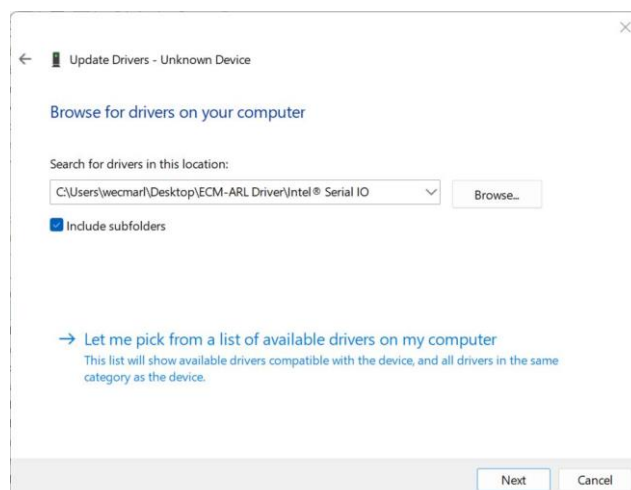 Update Drivers - Unknown Device
Browse for drivers on your computer
Search for drivers in this location:
C:\Users\wecmarl\Desktop\ECM-ARL Driver\Intel® Serial IO
Browse...
Include subfolders
Let me pick from a list of available drivers on my computer
This list will show available drivers compatible with the device, and all drivers in the same
category as the device.
Next
Cancel